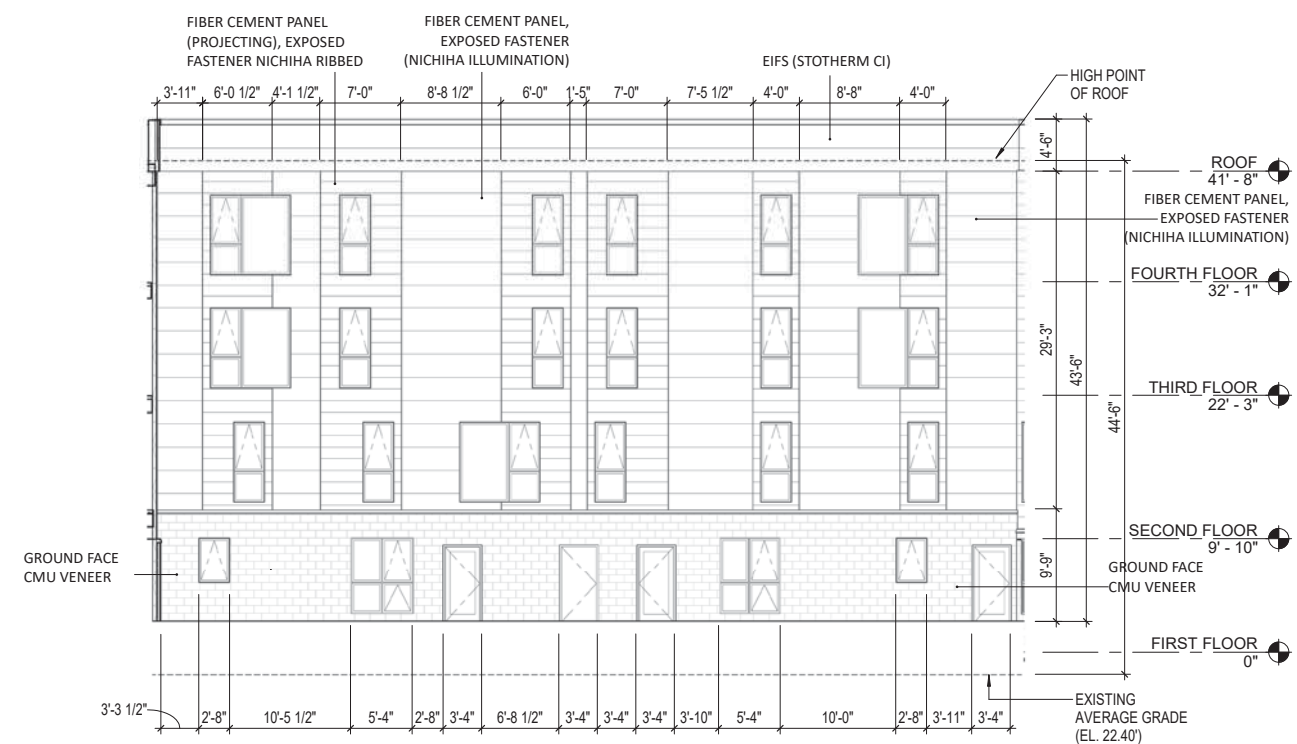 FIBER CEMENT PANEL
(PROJECTING), EXPOSED
FASTENER NICHIHA RIBBED
FIBER CEMENT PANEL,
EXPOSED FASTENER
(NICHIHA ILLUMINATION)
EIFS (STOTHERM CI)
HIGH POINT
OF ROOF
3'-11" 6'-0 1/2" 4'-1 1/2" 7'-0" 8'-8 1/2" 6'-0" 1'-5" 7'-0" 7'-5 1/2" 4'-0" 8'-8" 4'-0"
4'-6"
ROOF
41' - 8"
FIBER CEMENT PANEL,
EXPOSED FASTENER
(NICHIHA ILLUMINATION)
FOURTH FLOOR
32' - 1"
29'-3"
43'-6"
44'-6"
THIRD FLOOR
22' - 3"
SECOND FLOOR
9' - 10"
9'-9"
GROUND FACE
CMU VENEER
GROUND FACE
CMU VENEER
FIRST FLOOR
0"
EXISTING
AVERAGE GRADE
(EL. 22.40')
3'-3 1/2" 2'-8" 10'-5 1/2" 5'-4" 2'-8" 3'-4" 6'-8 1/2" 3'-4" 3'-4" 3'-4" 3'-10" 5'-4" 10'-0" 2'-8" 3'-11" 3'-4"